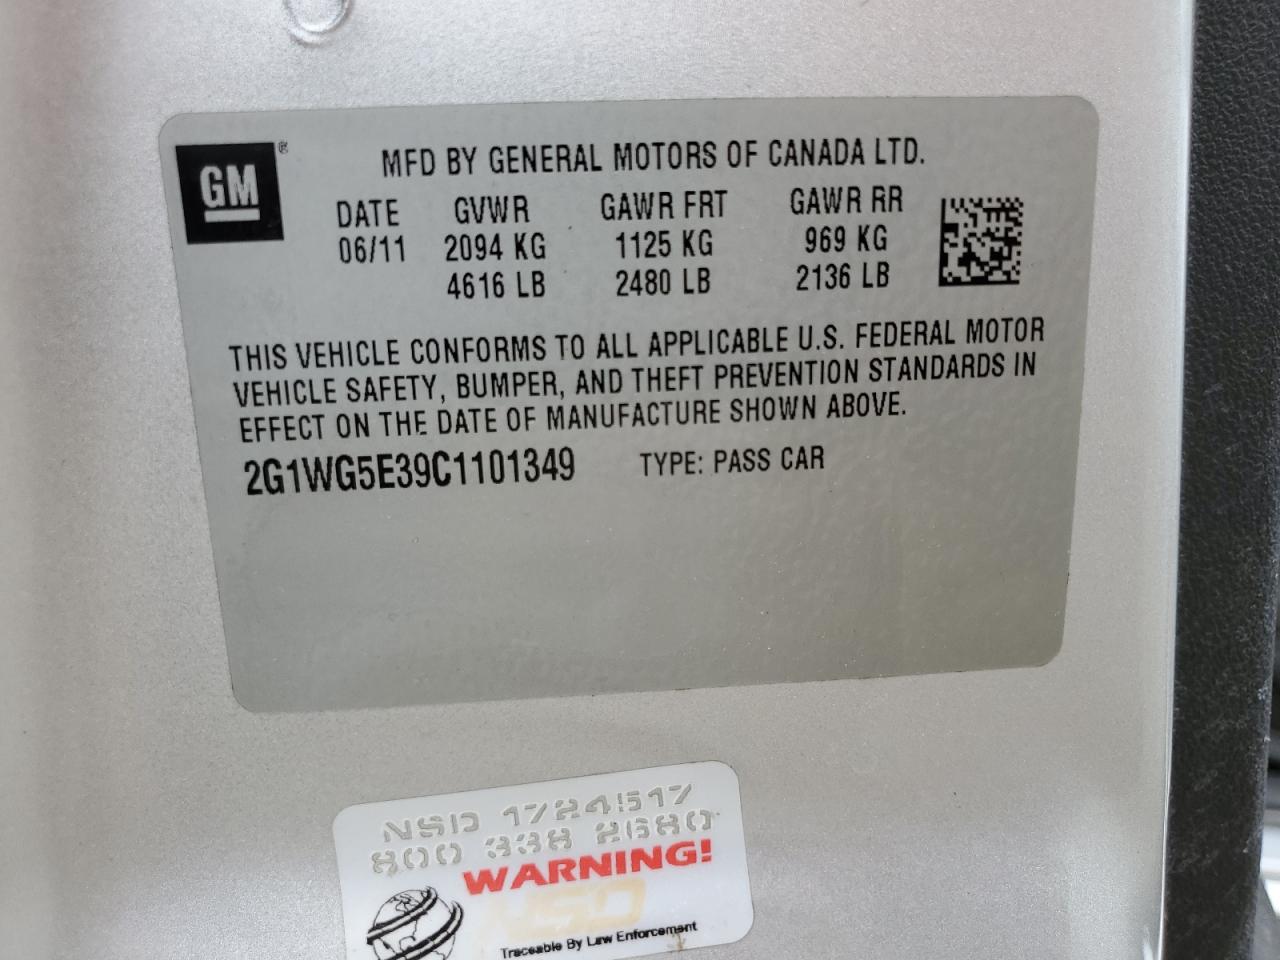 GM®
MFD BY GENERAL MOTORS OF CANADA LTD.
DATE GVWR GAWR FRT GAWR RR
06/11 2094 KG 1125 KG 969 KG
4616 LB 2480 LB 2136 LB
THIS VEHICLE CONFORMS TO ALL APPLICABLE U.S. FEDERAL MOTOR
VEHICLE SAFETY, BUMPER, AND THEFT PREVENTION STANDARDS IN
EFFECT ON THE DATE OF MANUFACTURE SHOWN ABOVE.
2G1WG5E39C1101349 TYPE: PASS CAR
NSD 1724517
800 338 2680
WARNING!
NSD
Traceable By Law Enforcement